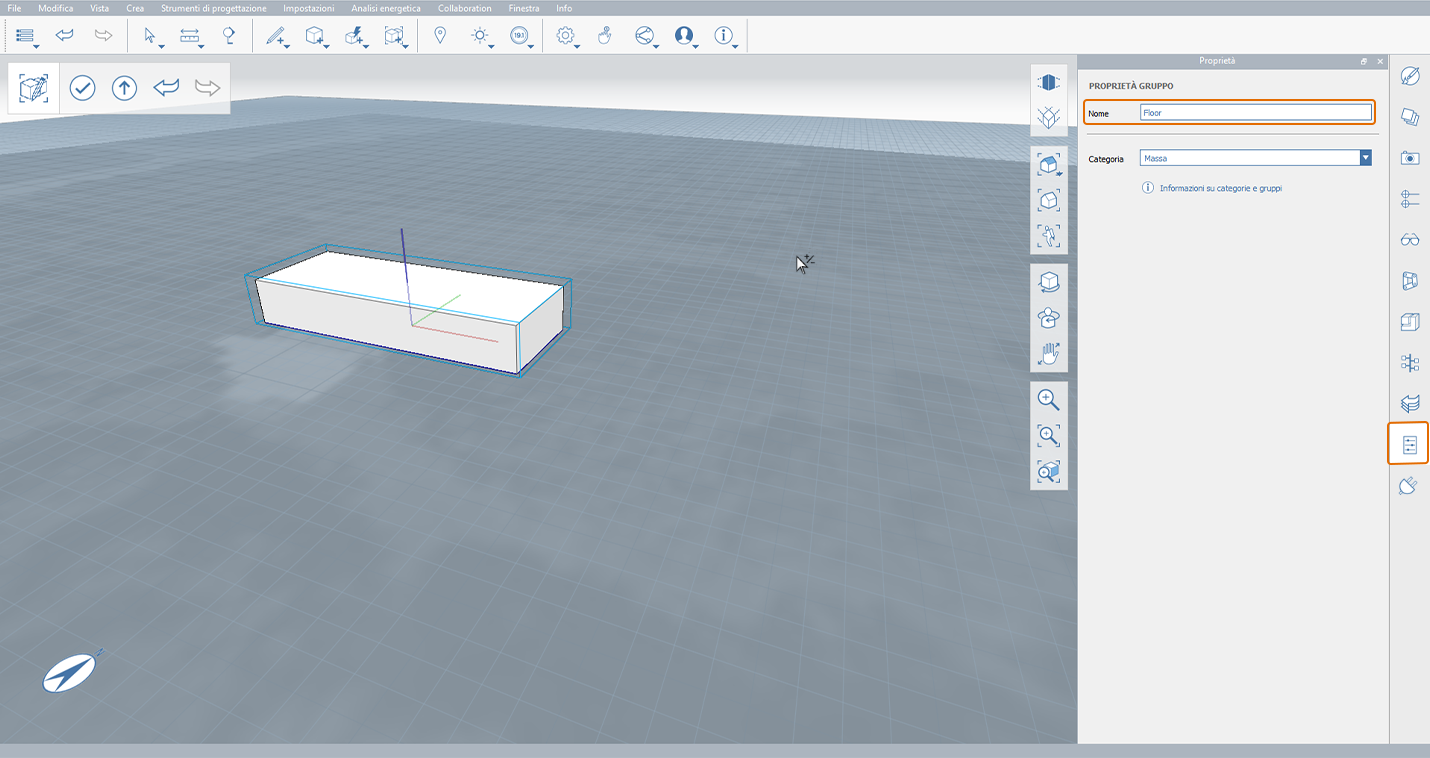 File Modifica Vista Crea Strumenti di progettazione Impostazioni Analisi energetica Collaboration Finestra Info
Proprietà
PROPRIETÀ GRUPPO
Nome Floor
Categoria Massa
Informazioni su categorie e gruppi